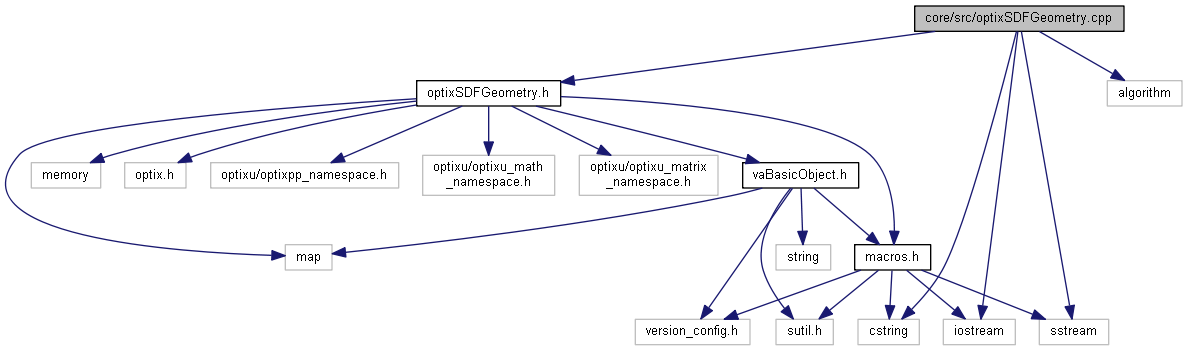 core/src/optixSDFGeometry.cpp
optixSDFGeometry.h
algorithm
memory
optix.h
optixu/optixpp_namespace.h
optixu/optixu_math
_namespace.h
optixu/optixu_matrix
_namespace.h
vaBasicObject.h
map
string
macros.h
version_config.h
sutil.h
cstring
iostream
sstream